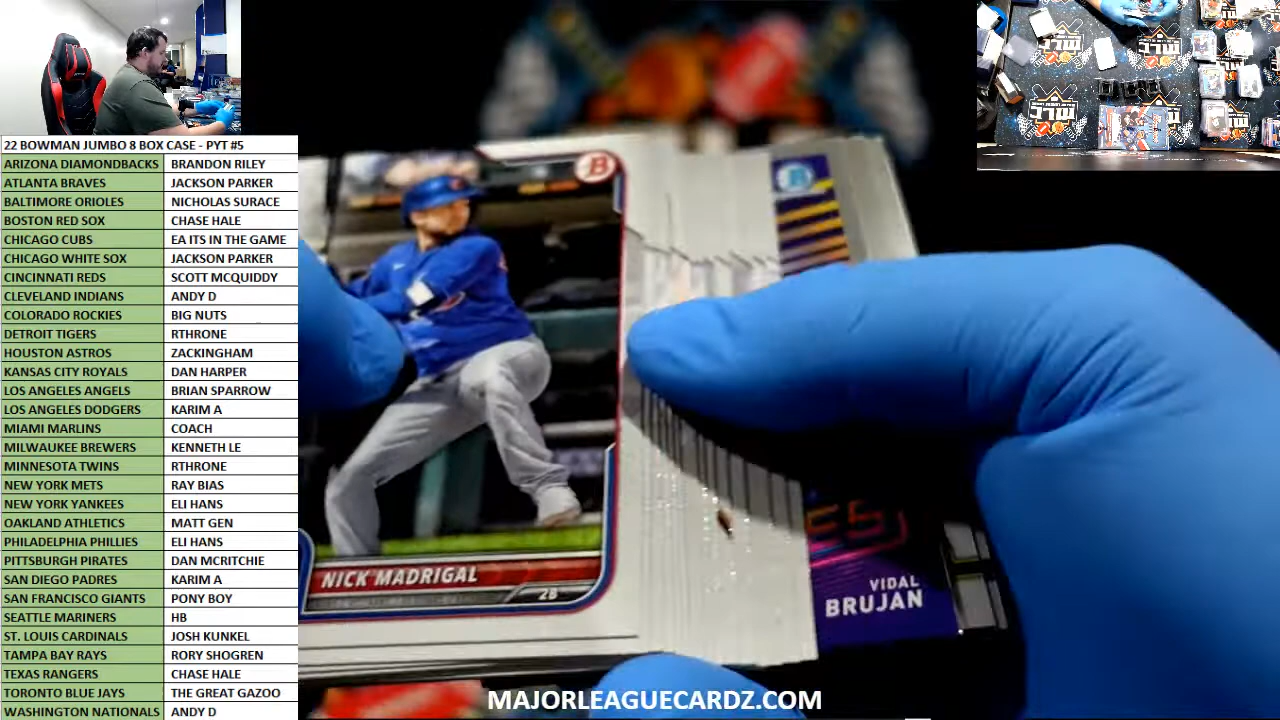 22 BOWMAN JUMBO 8 BOX CASE - PYT #5
ARIZONA DIAMONDBACKS BRANDON RILEY
ATLANTA BRAVES JACKSON PARKER
BALTIMORE ORIOLES NICHOLAS SURACE
BOSTON RED SOX CHASE HALE
CHICAGO CUBS EA ITS IN THE GAME
CHICAGO WHITE SOX JACKSON PARKER
CINCINNATI REDS SCOTT MCQUIDDY
CLEVELAND INDIANS ANDY D
COLORADO ROCKIES BIG NUTS
DETROIT TIGERS RTHRONE
HOUSTON ASTROS ZACKINGHAM
KANSAS CITY ROYALS DAN HARPER
LOS ANGELES ANGELS BRIAN SPARROW
LOS ANGELES DODGERS KARIM A
MIAMI MARLINS COACH
MILWAUKEE BREWERS KENNETH LE
MINNESOTA TWINS RTHRONE
NEW YORK METS RAY BIAS
NEW YORK YANKEES ELI HANS
OAKLAND ATHLETICS MATT GEN
PHILADELPHIA PHILLIES ELI HANS
PITTSBURGH PIRATES DAN MCRITCHIE
SAN DIEGO PADRES KARIM A
SAN FRANCISCO GIANTS PONY BOY
SEATTLE MARINERS HB
ST. LOUIS CARDINALS JOSH KUNKEL
TAMPA BAY RAYS RORY SHOGREN
TEXAS RANGERS CHASE HALE
TORONTO BLUE JAYS THE GREAT GAZOO
WASHINGTON NATIONALS ANDY D
B
B
NICK MADRIGAL
2B
VIDAL
BRUJAN
MLC
MLC
MLC
MAJORLEAGUECARDZ.COM